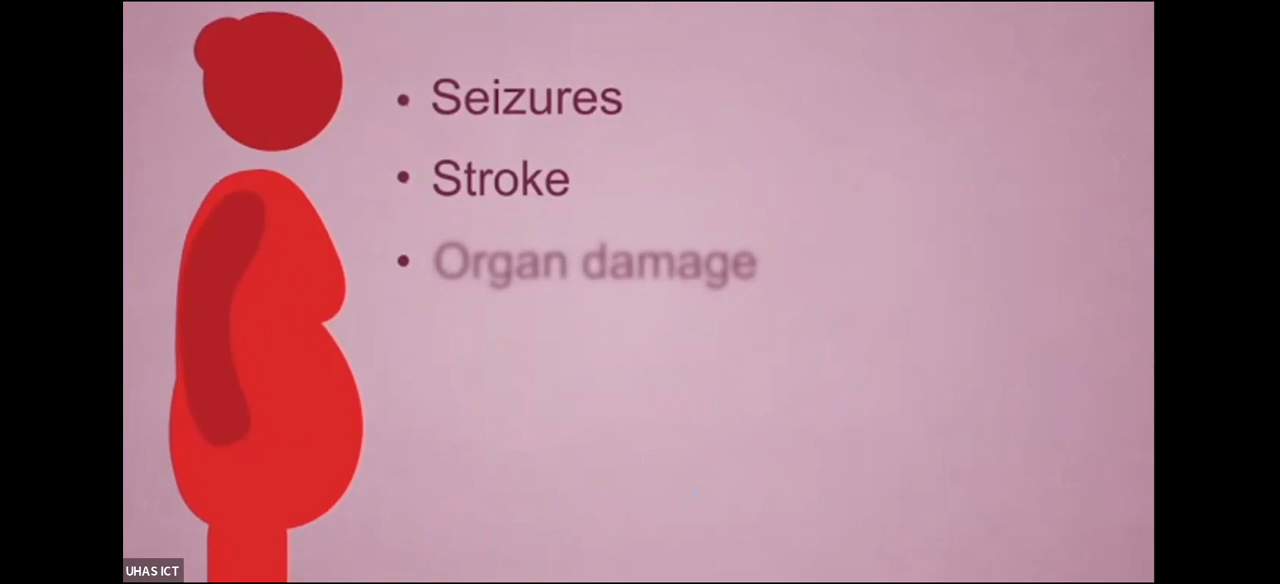 • Seizures
• Stroke
• Organ damage
UHAS ICT